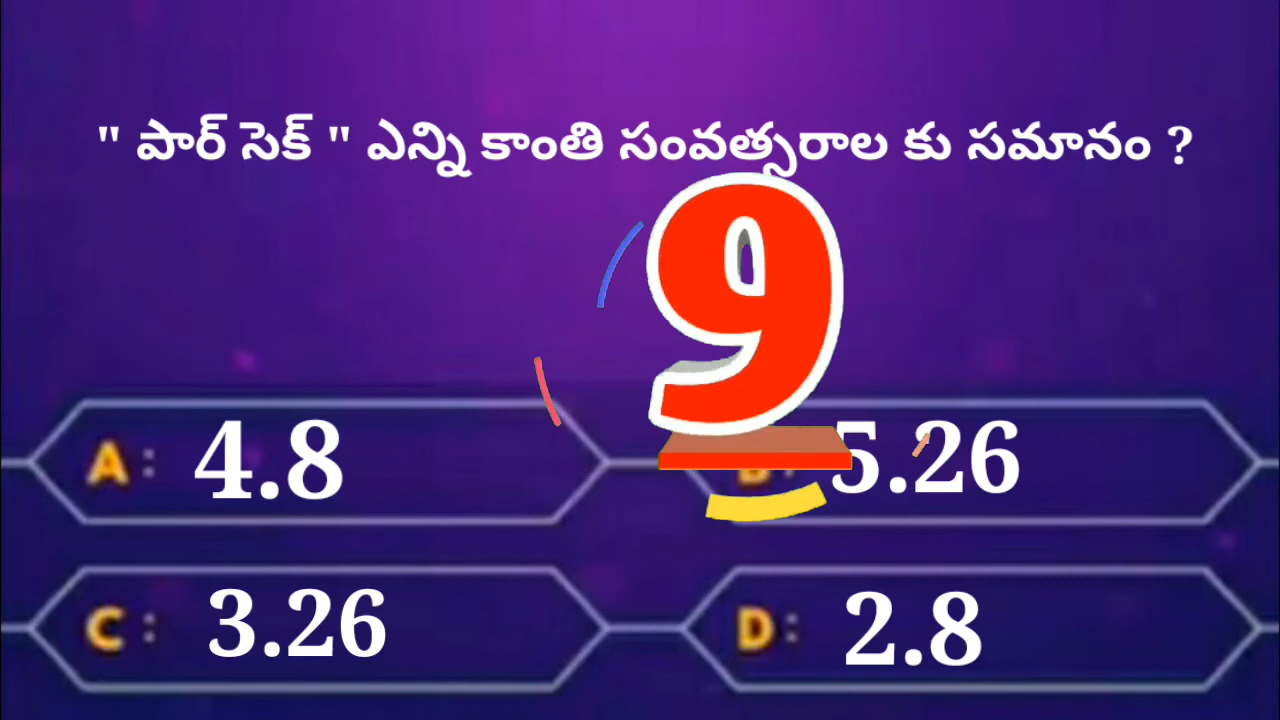 " పార్ సెక్ " ఎన్ని కాంతి సంవత్సరాల కు సమానం ?
9
A : 4.8
B : 5.26
C : 3.26
D : 2.8